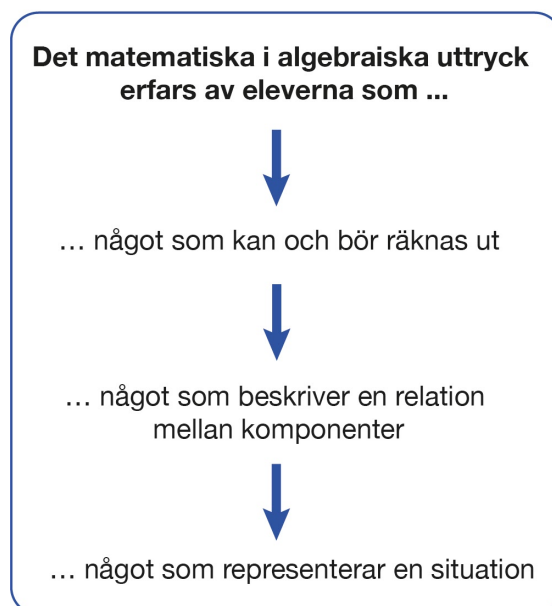 Det matematiska i algebraiska uttryck
erfars av eleverna som ...
… något som kan och bör räknas ut
… något som beskriver en relation
mellan komponenter
… något som representerar en situation